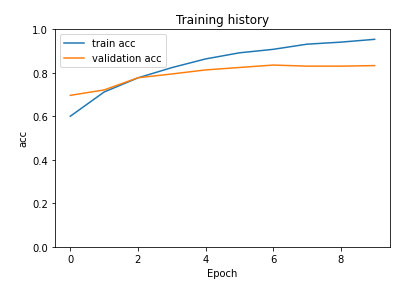 Training history
1.0
0.8
0.6
0.4
0.2
0.0
acc
train acc
validation acc
0 2 4 6 8
Epoch